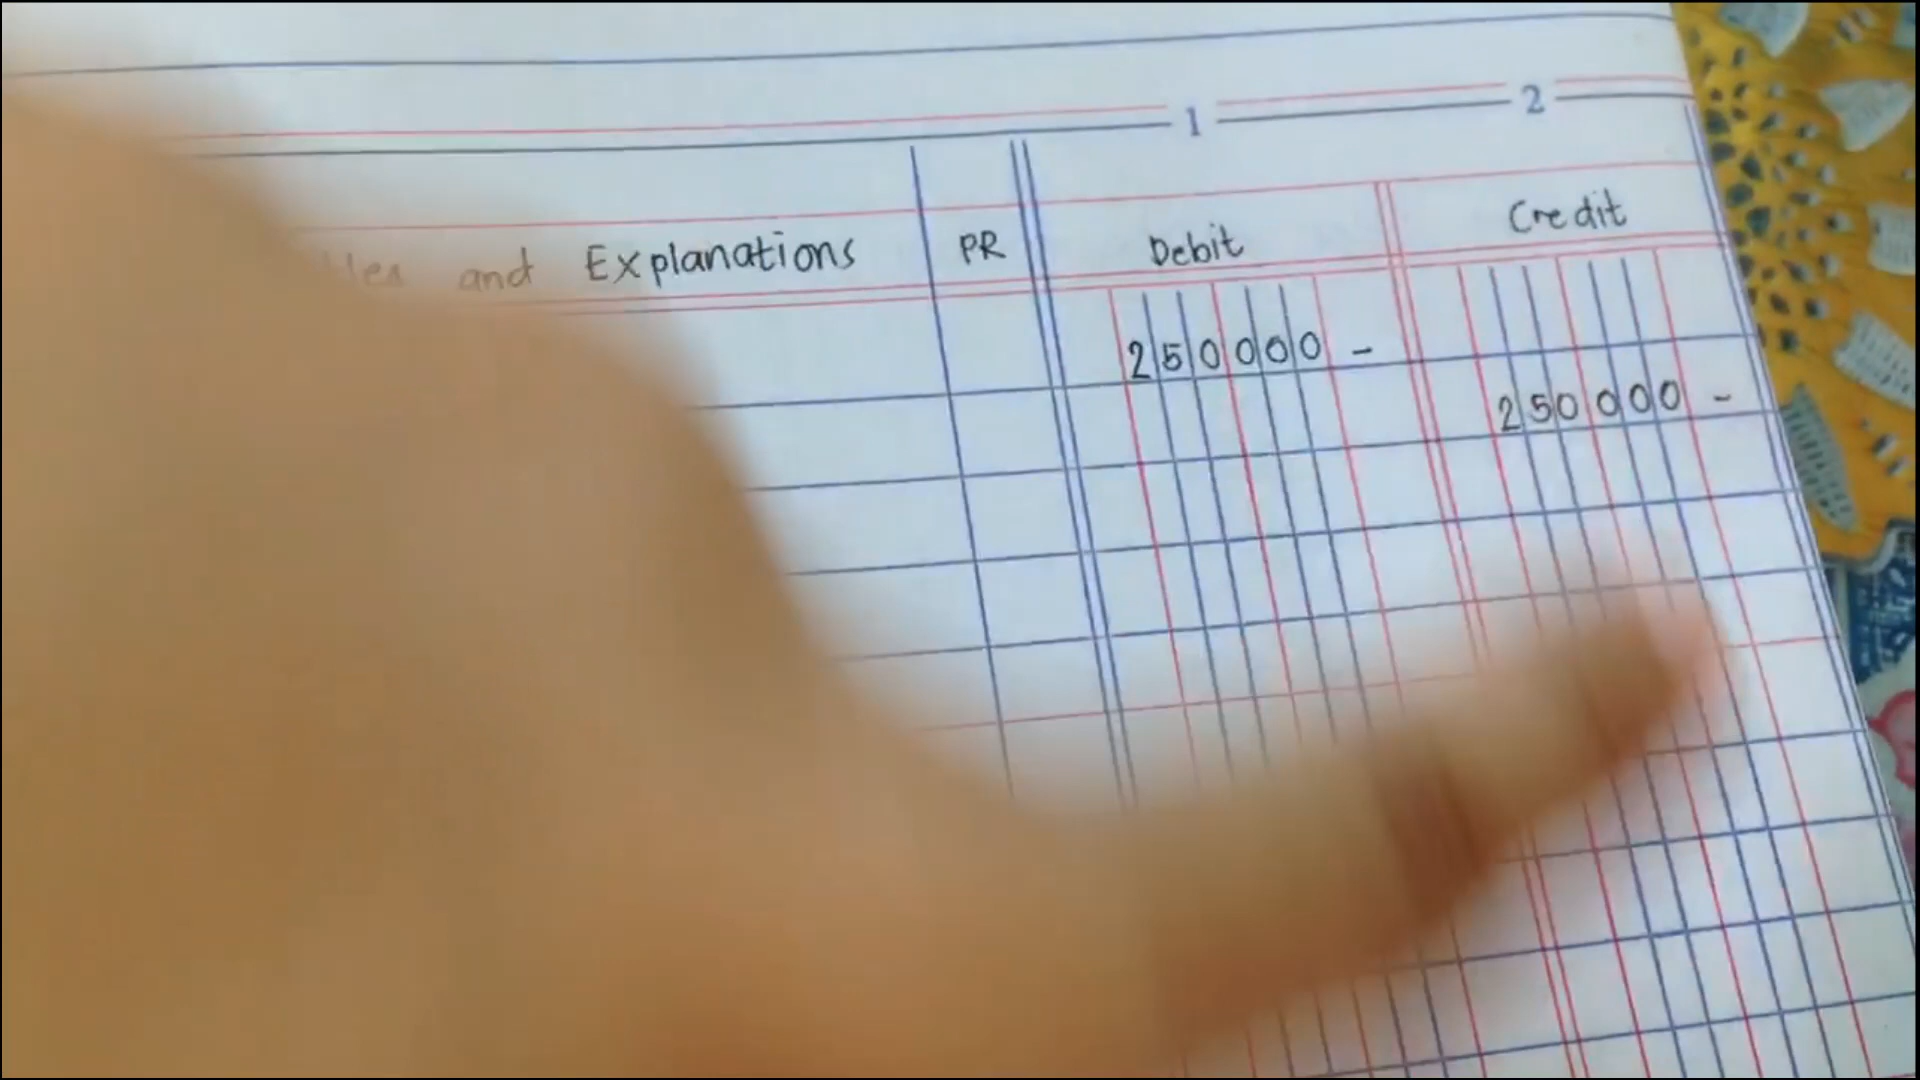 1 2
and Explanations PR Debit Credit
250000 -
250000 -